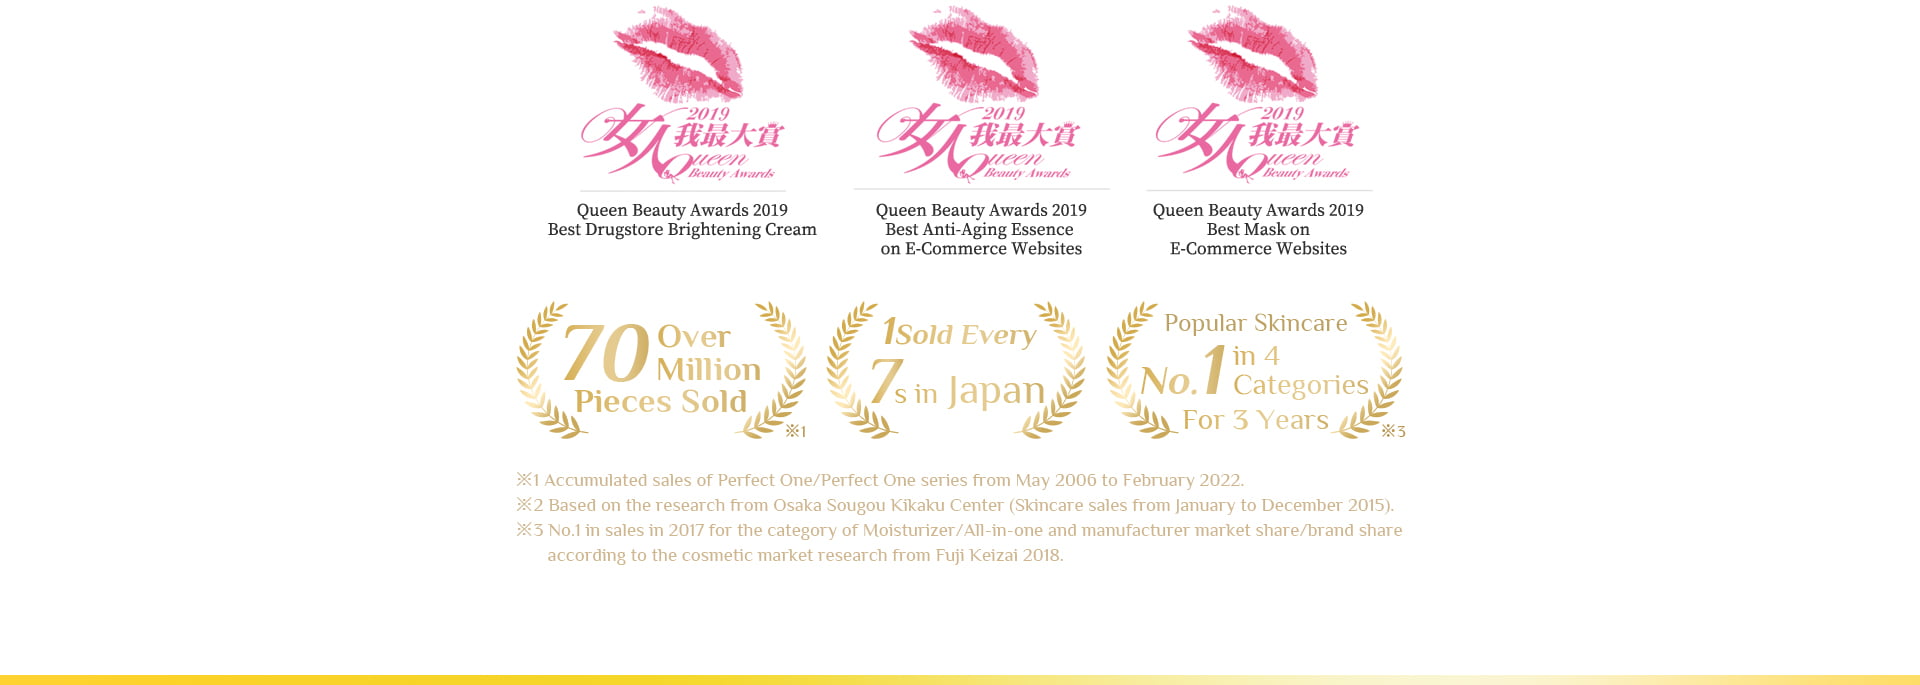 2019
女人我最大賞
Queen
Beauty Awards
Queen Beauty Awards 2019
Best Drugstore Brightening Cream
2019
女人我最大賞
Queen
Beauty Awards
Queen Beauty Awards 2019
Best Anti-Aging Essence
on E-Commerce Websites
2019
女人我最大賞
Queen
Beauty Awards
Queen Beauty Awards 2019
Best Mask on
E-Commerce Websites
70 Over
Million
Pieces Sold
※1
1Sold Every
7s in Japan
Popular Skincare
No.1 in 4
Categories
For 3 Years
※3
※1 Accumulated sales of Perfect One/Perfect One series from May 2006 to February 2022.
※2 Based on the research from Osaka Sougou Kikaku Center (Skincare sales from January to December 2015).
※3 No.1 in sales in 2017 for the category of Moisturizer/All-in-one and manufacturer market share/brand share
according to the cosmetic market research from Fuji Keizai 2018.